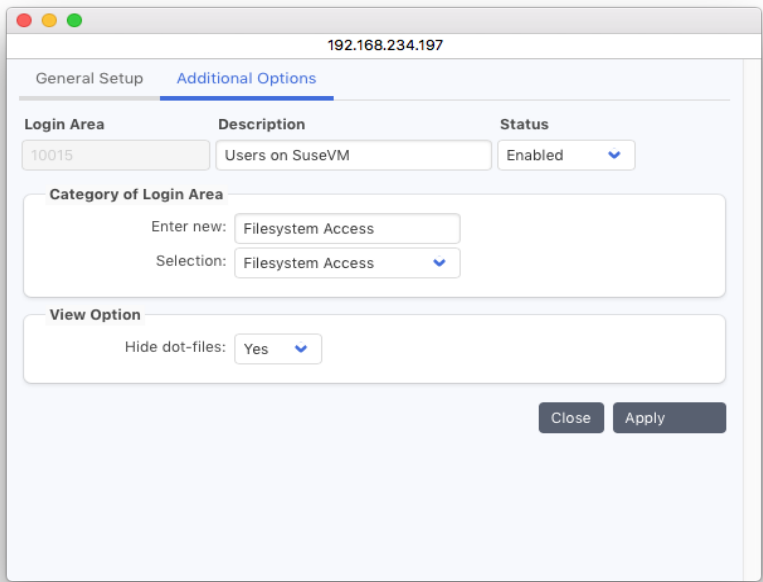 192.168.234.197
General Setup Additional Options
Login Area Description Status
10015 Users on SuseVM Enabled
Category of Login Area
Enter new: Filesystem Access
Selection: Filesystem Access
View Option
Hide dot-files: Yes
Close Apply